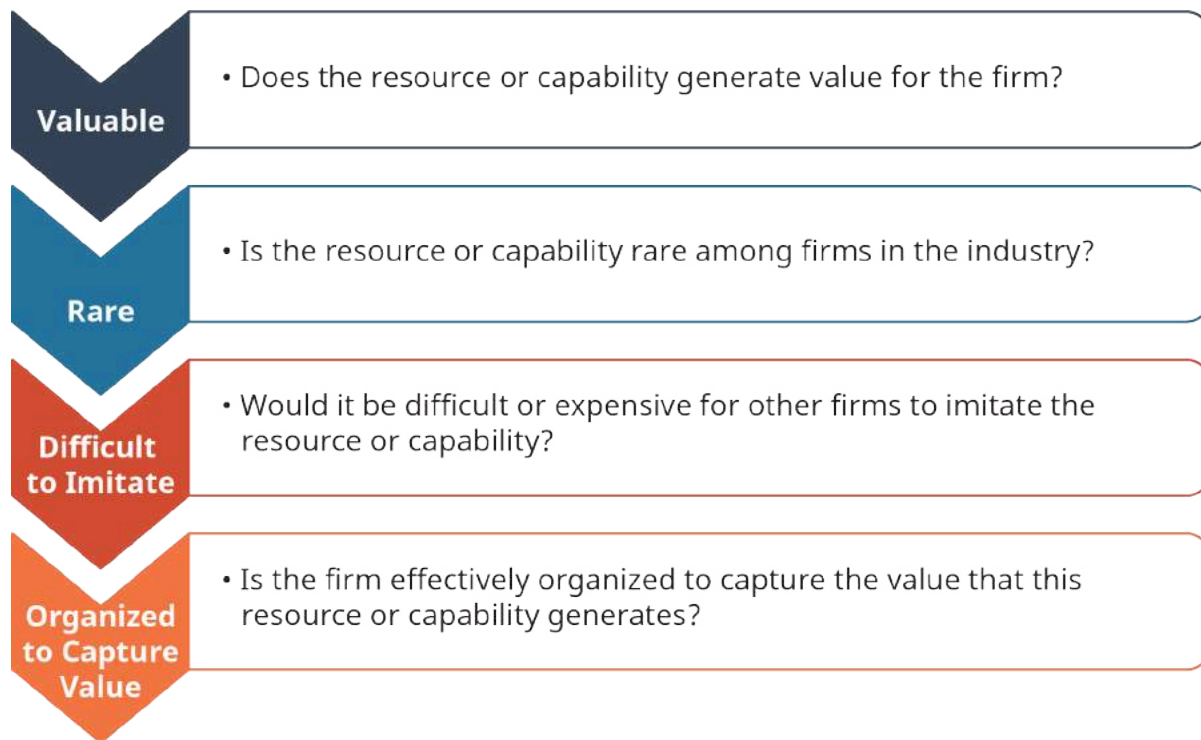 Valuable
• Does the resource or capability generate value for the firm?
Rare
• Is the resource or capability rare among firms in the industry?
Difficult
to Imitate
• Would it be difficult or expensive for other firms to imitate the
resource or capability?
Organized
to Capture
Value
• Is the firm effectively organized to capture the value that this
resource or capability generates?